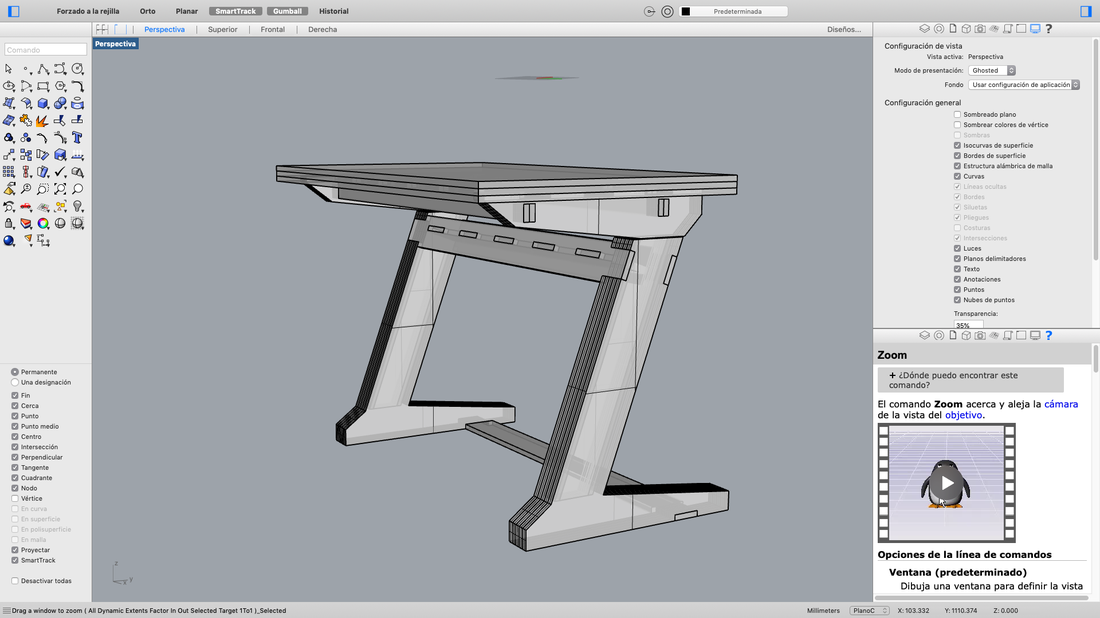 Forzado a la rejilla Orto Planar SmartTrack Gumball Historial Predeterminada
Perspectiva Superior Frontal Derecha Diseños...
Perspectiva
Comando
Permanente
Una designación
Fin
Cerca
Punto
Punto medio
Centro
Intersección
Perpendicular
Tangente
Cuadrante
Nodo
Vértice
En curva
En superficie
En polisuperficie
En malla
Proyectar
SmartTrack
Desactivar todas
z
x y
Configuración de vista
Vista activa: Perspectiva
Modo de presentación: Ghosted
Fondo Usar configuración de aplicación
Configuración general
Sombreado plano
Sombrear colores de vértice
Sombras
Isocurvas de superficie
Bordes de superficie
Estructura alámbrica de malla
Curvas
Líneas ocultas
Bordes
Siluetas
Pliegues
Costuras
Intersecciones
Luces
Planos delimitadores
Texto
Anotaciones
Puntos
Nubes de puntos
Transparencia:
35%
Zoom
+ ¿Dónde puedo encontrar este
comando?
El comando Zoom acerca y aleja la cámara
de la vista del objetivo.
Opciones de la línea de comandos
Ventana (predeterminado)
Dibuja una ventana para definir la vista
Drag a window to zoom ( All Dynamic Extents Factor In Out Selected Target 1To1 )_Selected Millimeters PlanoC X: 103.332 Y: 1110.374 Z: 0.000